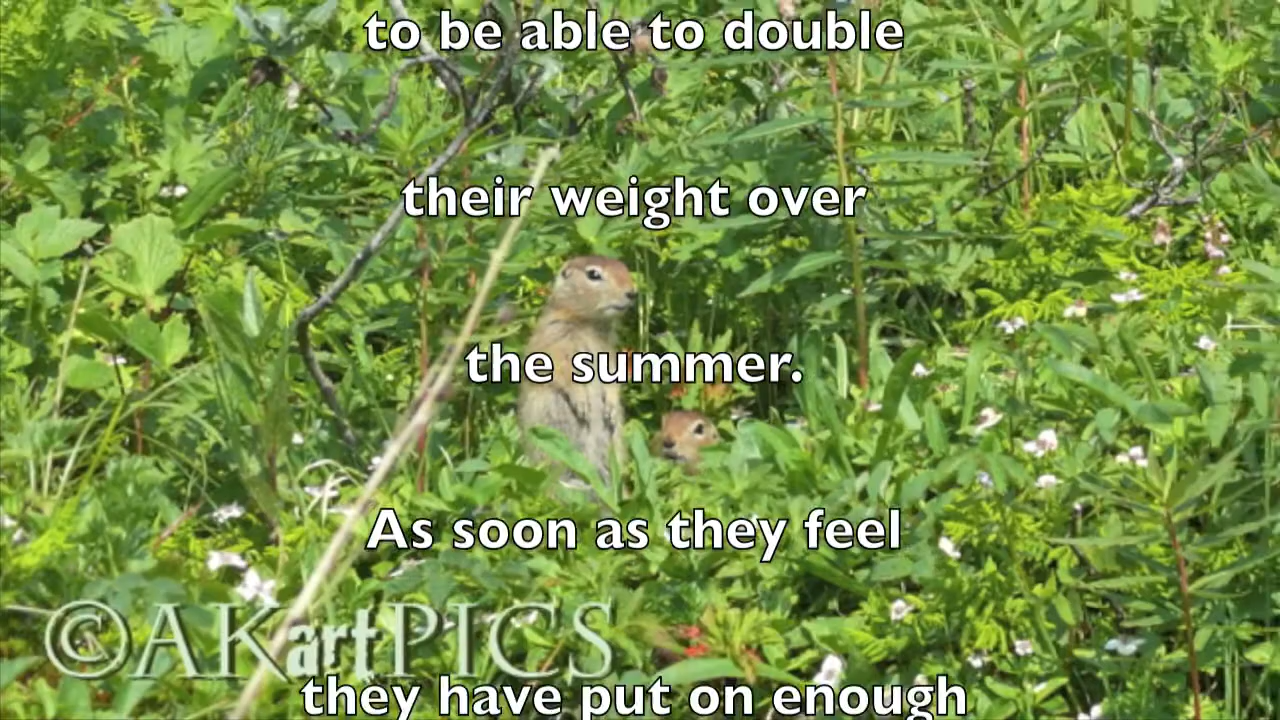 to be able to double
their weight over
the summer.
As soon as they feel
©AKartPICS
they have put on enough